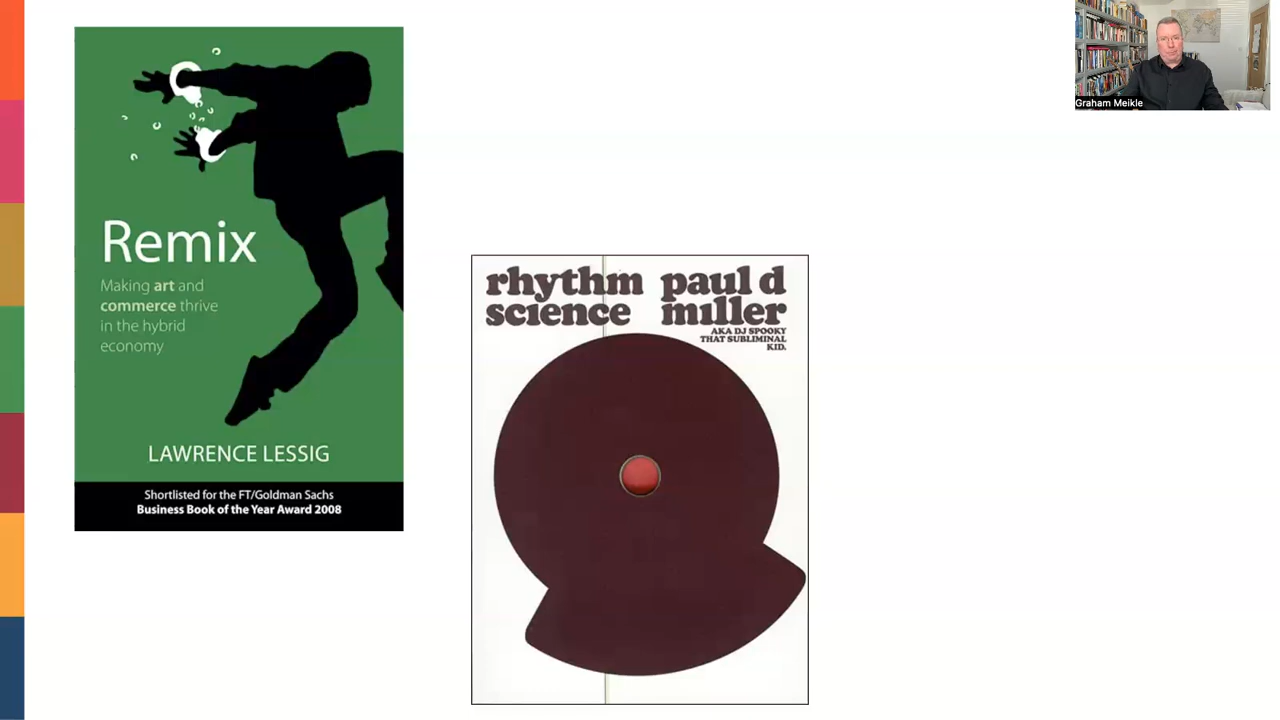 Remix
Making art and
commerce thrive
in the hybrid
economy
LAWRENCE LESSIG
Shortlisted for the FT/Goldman Sachs
Business Book of the Year Award 2008
rhythm
science
paul d
miller
AKA DJ SPOOKY
THAT SUBLIMINAL
KID.
Graham Meikle